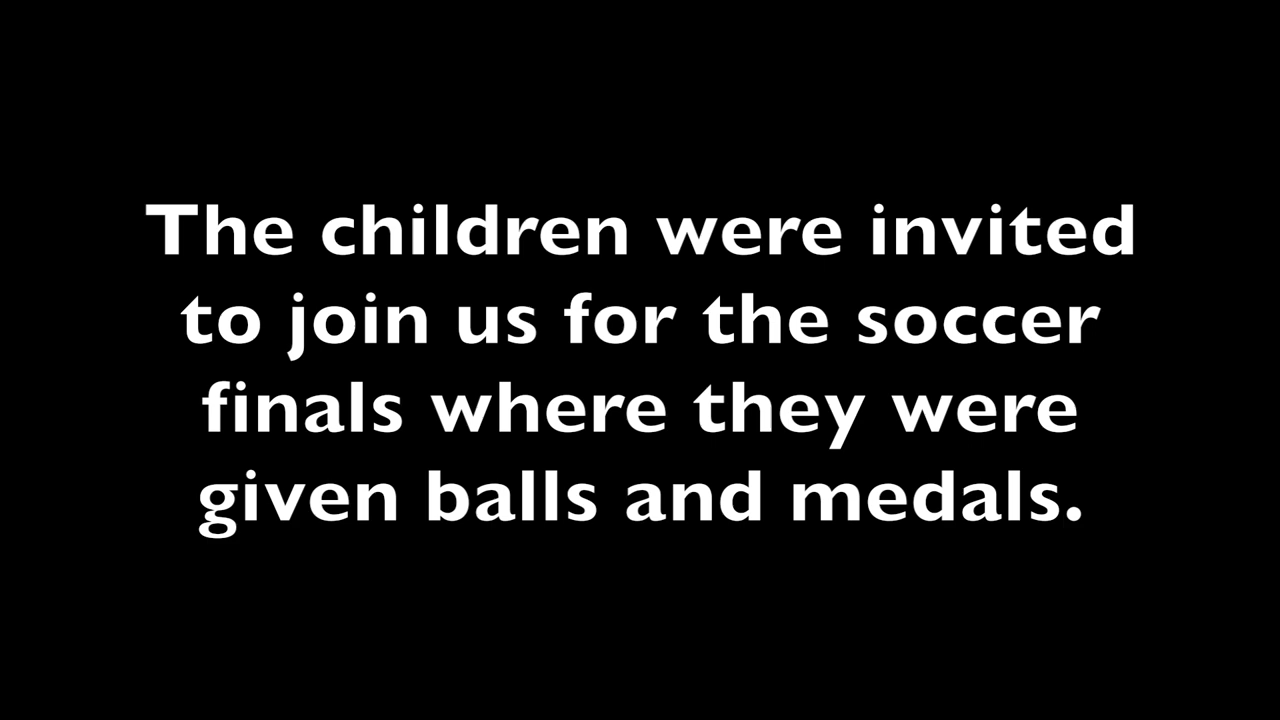 The children were invited
to join us for the soccer
finals where they were
given balls and medals.